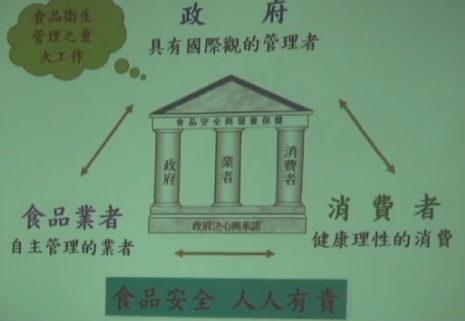 食品衛生
管理之重
大工作
政府
具有國際觀的管理者
食品安全與營養保健
政府
業者
消費者
政府決心與承諾
食品業者
自主管理的業者
消費者
健康理性的消費
食品安全 人人有責